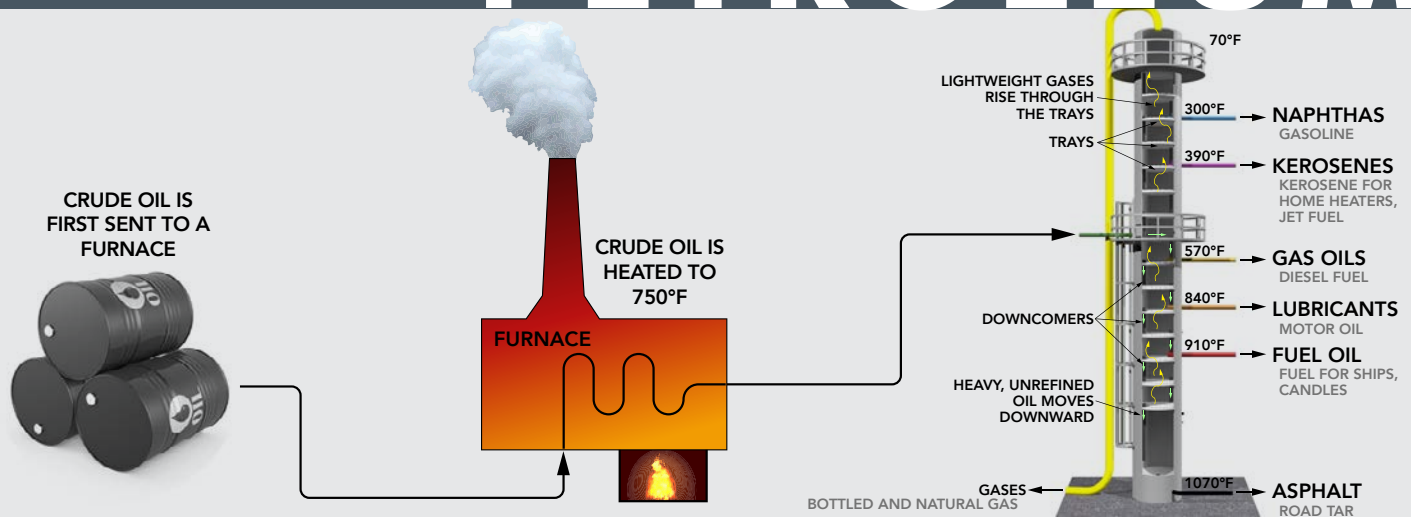 PETROLEUM
CRUDE OIL IS
FIRST SENT TO A
FURNACE
OIL
OIL
CRUDE OIL IS
HEATED TO
750°F
FURNACE
70°F
LIGHTWEIGHT GASES
RISE THROUGH
THE TRAYS
TRAYS
300°F
NAPHTHAS
GASOLINE
390°F
KEROSENES
KEROSENE FOR
HOME HEATERS,
JET FUEL
570°F
GAS OILS
DIESEL FUEL
840°F
LUBRICANTS
MOTOR OIL
DOWNCOMERS
910°F
FUEL OIL
FUEL FOR SHIPS,
CANDLES
HEAVY, UNREFINED
OIL MOVES
DOWNWARD
GASES
BOTTLED AND NATURAL GAS
1070°F
ASPHALT
ROAD TAR